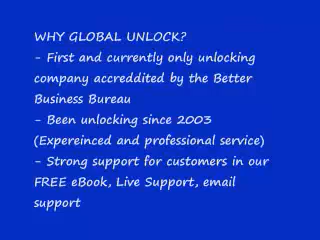 WHY GLOBAL UNLOCK?
- First and currently only unlocking
company accreddited by the Better
Business Bureau
- Been unlocking since 2003
(Expereinced and professional service)
- Strong support for customers in our
FREE eBook, Live Support, email
support